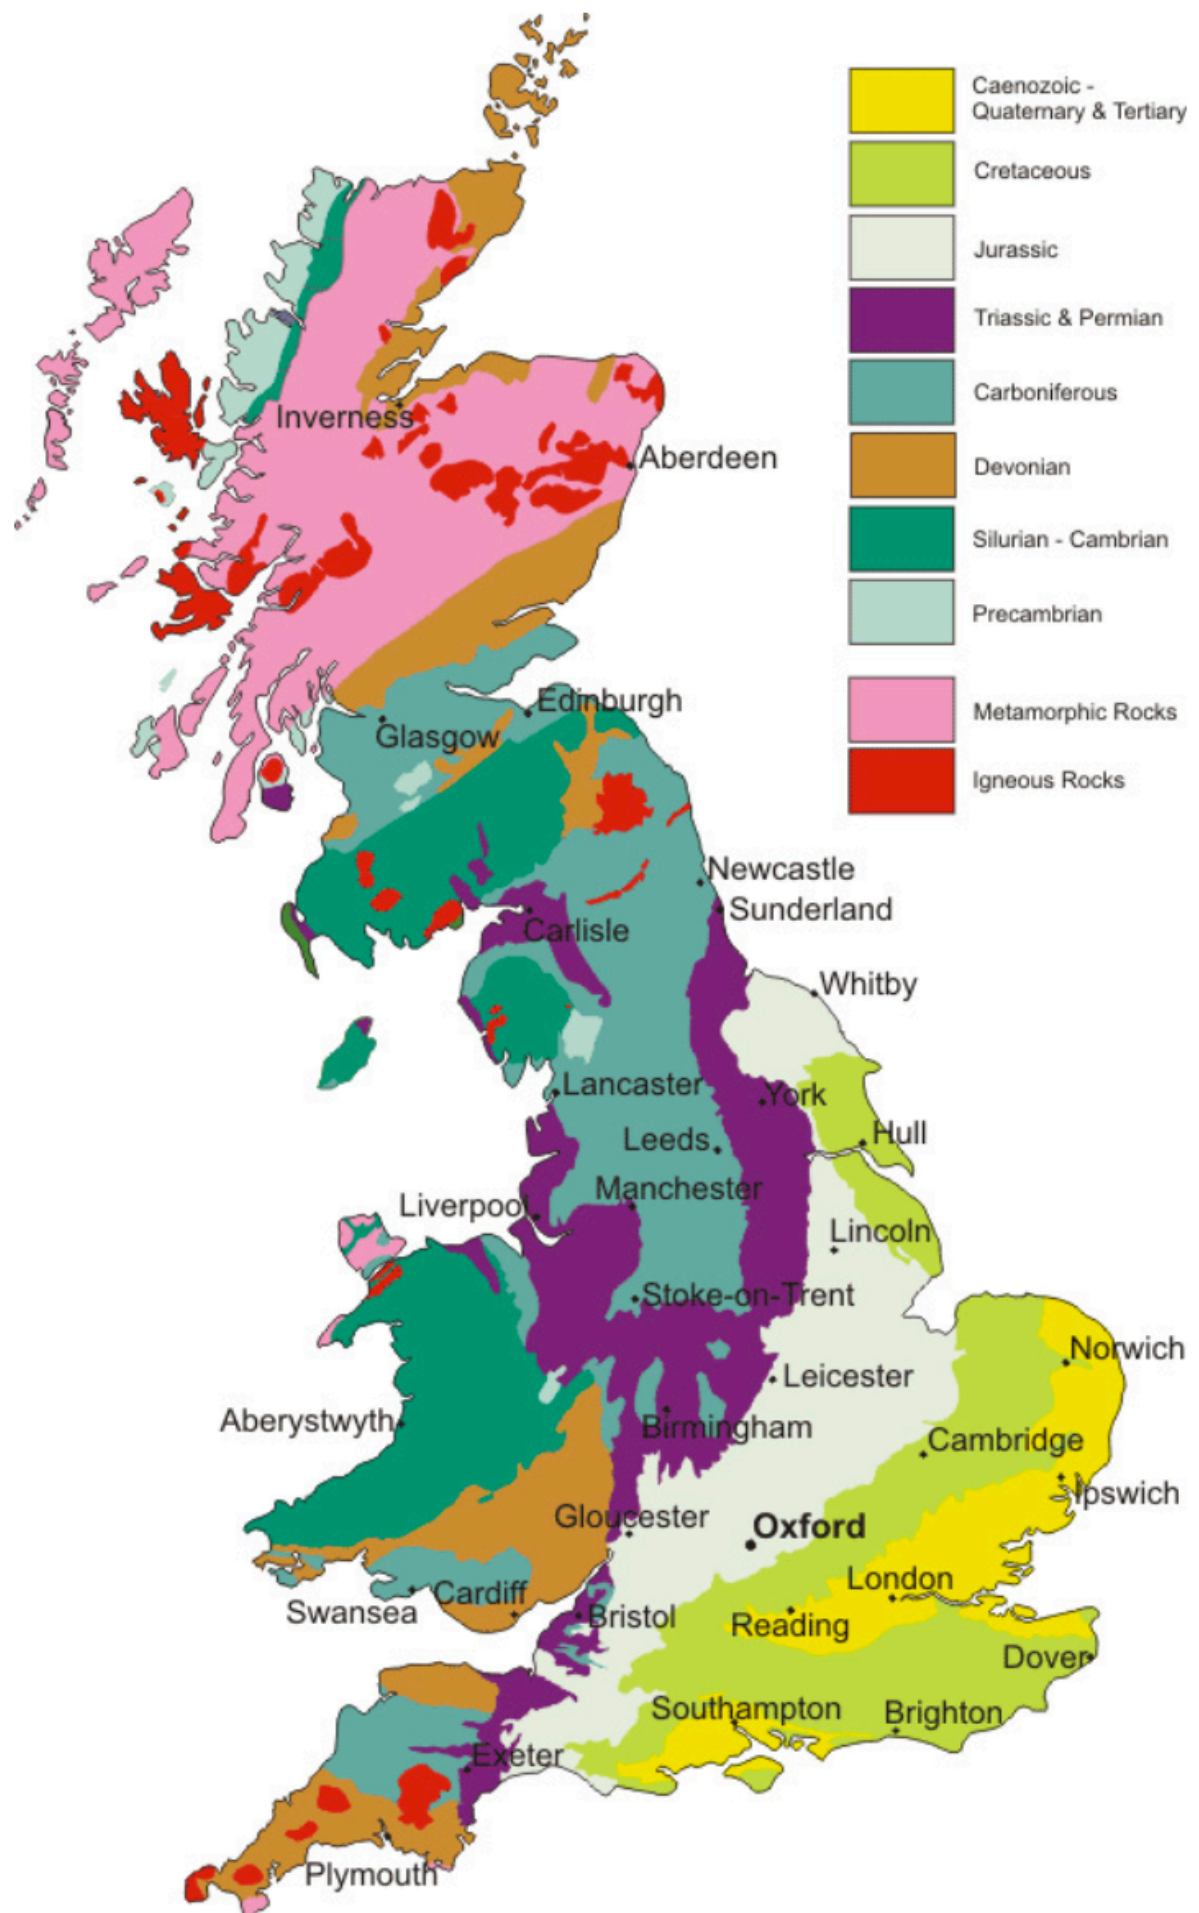 Caenozoic -
Quaternary & Tertiary
Cretaceous
Jurassic
Triassic & Permian
Carboniferous
Devonian
Silurian - Cambrian
Precambrian
Metamorphic Rocks
Igneous Rocks
Inverness
Aberdeen
Edinburgh
Glasgow
Newcastle
Sunderland
Carlisle
Whitby
Lancaster
York
Leeds
Hull
Manchester
Liverpool
Lincoln
Stoke-on-Trent
Norwich
Leicester
Aberystwyth
Birmingham
Cambridge
Ipswich
Gloucester
Oxford
London
Cardiff
Swansea
Bristol
Reading
Dover
Southampton
Brighton
Exeter
Plymouth